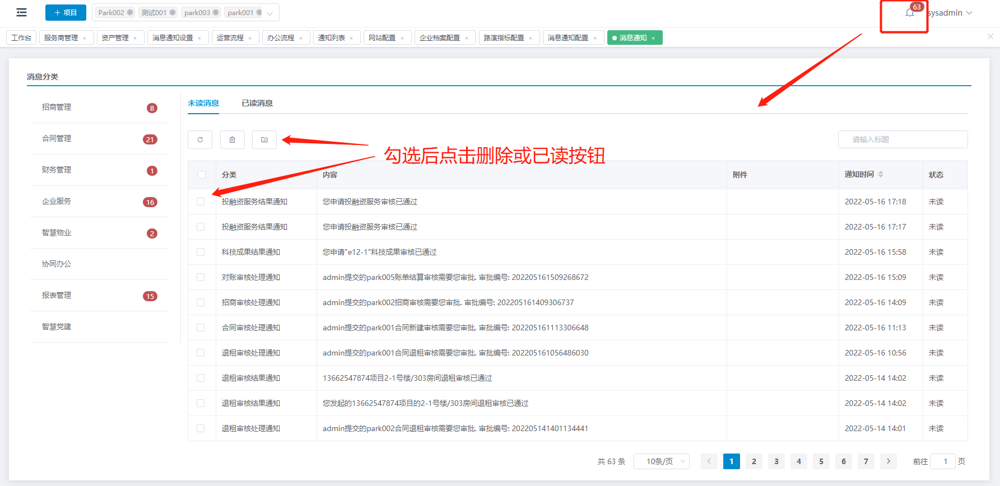 + 项目
Park002
测试001
park003
park001
63
sysadmin
工作台
服务商管理 ×
资产管理 ×
消息通知设置 ×
运营流程 ×
办公流程 ×
通知列表 ×
网站配置 ×
企业档案配置 ×
路演指标配置 ×
消息通知配置 ×
消息通知 ×
消息分类
招商管理 8
合同管理 21
财务管理 1
企业服务 16
智慧物业 2
协同办公
报表管理 15
智慧党建
未读消息 已读消息
请输入标题
勾选后点击删除或已读按钮
分类 内容 附件 通知时间 状态
投融资服务结果通知 您申请投融资服务审核已通过 2022-05-16 17:18 未读
投融资服务结果通知 您申请投融资服务审核已通过 2022-05-16 17:17 未读
科技成果结果通知 您申请"e12-1"科技成果审核已通过 2022-05-16 15:58 未读
对账审核处理通知 admin提交的park005账单结算审核需要您审批. 审批编号: 202205161509268672 2022-05-16 15:09 未读
招商审核处理通知 admin提交的park002招商审核需要您审批. 审批编号: 202205161409306737 2022-05-16 14:09 未读
合同审核处理通知 admin提交的park001合同新建审核需要您审批. 审批编号: 202205161113306648 2022-05-16 11:13 未读
退租审核处理通知 admin提交的park001合同退租审核需要您审批. 审批编号: 202205161056486030 2022-05-16 10:56 未读
退租审核结果通知 13662547874项目2-1号楼/303房间退租审核已通过 2022-05-14 14:02 未读
退租审核结果通知 您发起的13662547874项目的2-1号楼/303房间退租审核已通过 2022-05-14 14:02 未读
退租审核处理通知 admin提交的park002合同退租审核需要您审批. 审批编号: 202205141401134441 2022-05-14 14:01 未读
共 63 条 10条/页 < 1 2 3 4 5 6 7 > 前往 1 页